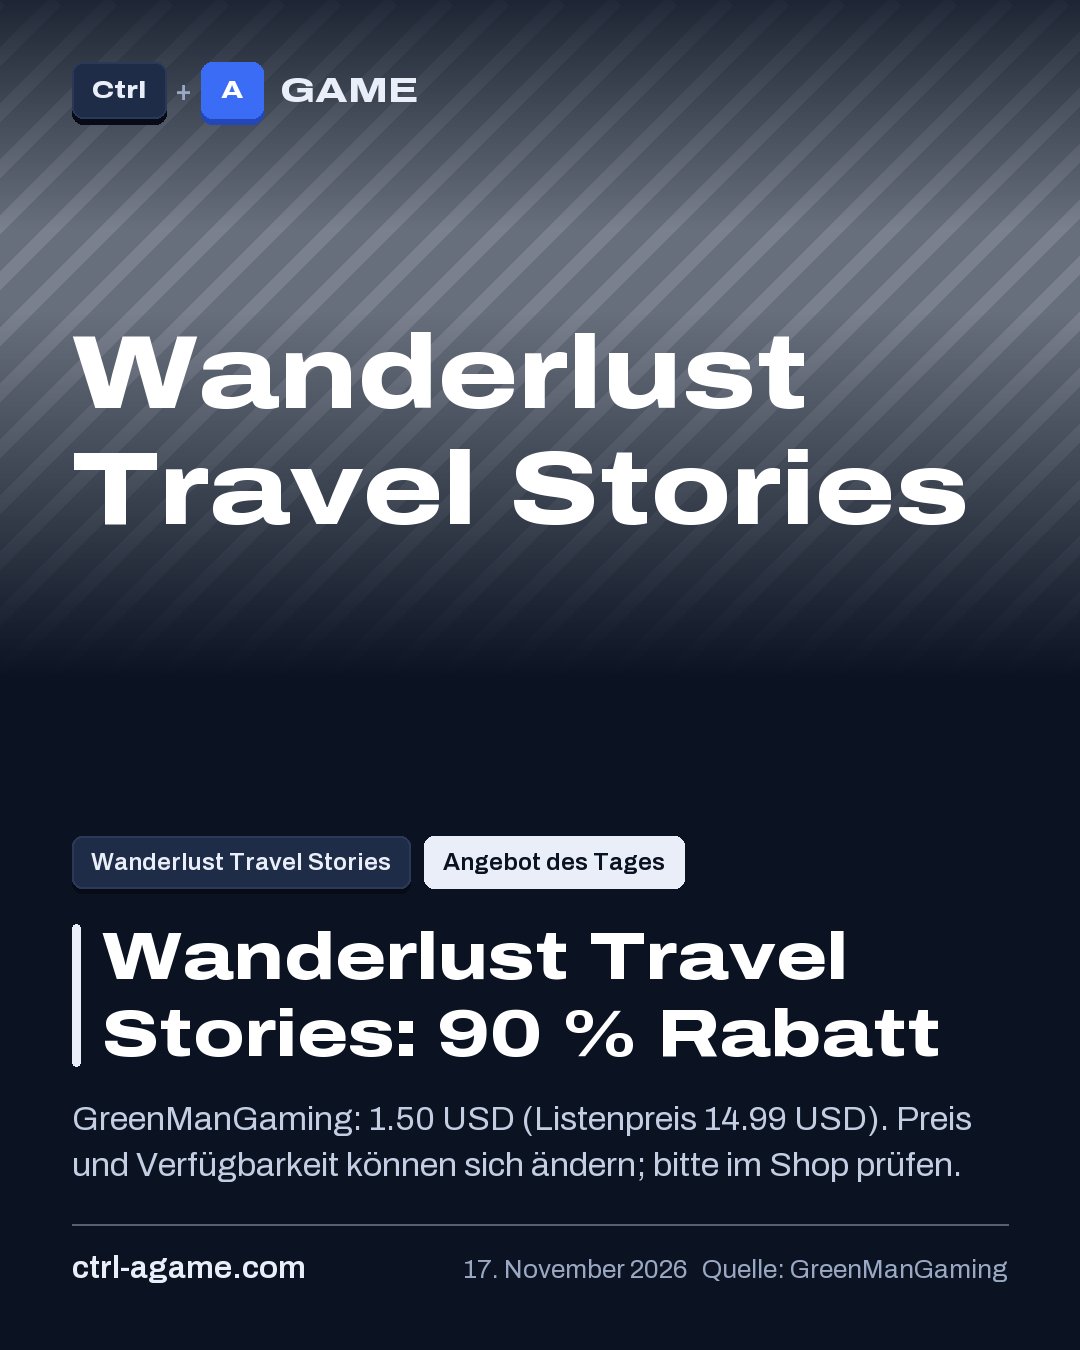 Ctrl + A GAME
Wanderlust
Travel Stories
Wanderlust Travel Stories
Angebot des Tages
Wanderlust Travel
Stories: 90 % Rabatt
GreenManGaming: 1.50 USD (Listenpreis 14.99 USD). Preis
und Verfügbarkeit können sich ändern; bitte im Shop prüfen.
ctrl-agame.com
17. November 2026 Quelle: GreenManGaming